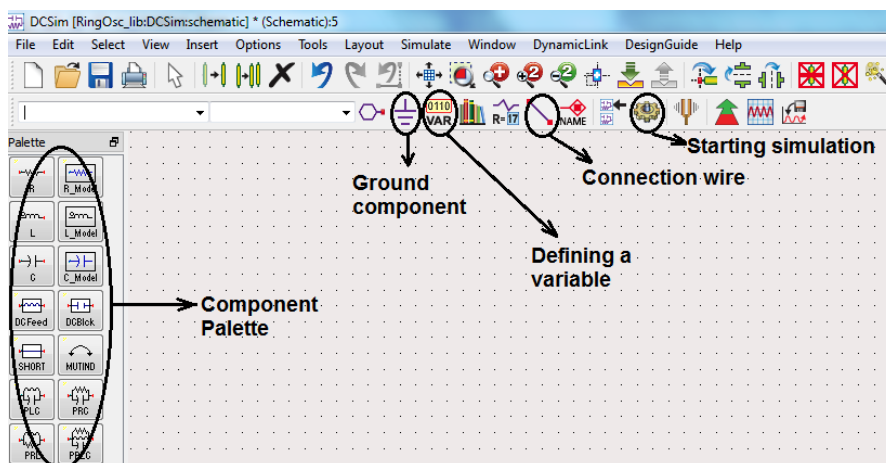 DCSim [RingOsc_lib:DCSim:schematic] * (Schematic):5
File Edit Select View Insert Options Tools Layout Simulate Window DynamicLink DesignGuide Help
0110
VAR
R=17
NAME
Palette
Starting simulation
Connection wire
Ground
component
Defining a
variable
Component
Palette
R R_Model
L L_Model
C C_Model
DCFeed DCBlck
SHORT MUTIND
PLC PRC
PRL PRLC